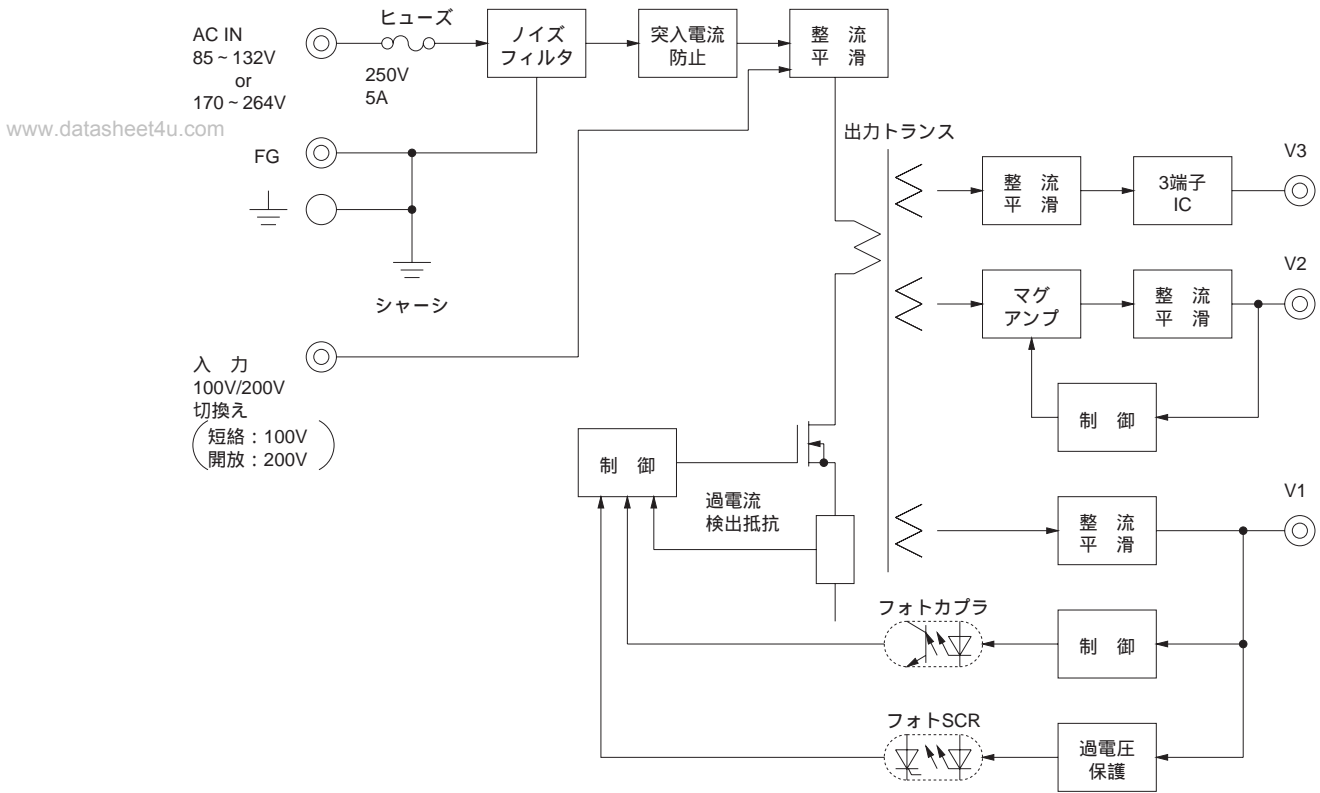 ヒューズ
AC IN
85~132V
or
170~264V
250V
5A
ノイズ
フィルタ
突入電流
防止
整 流
平 滑
www.datasheet4u.com
FG
シャーシ
出力トランス
整 流
平 滑
3端子
IC
V3
マグ
アンプ
整 流
平 滑
V2
制 御
入 力
100V/200V
切換え
短絡：100V
開放：200V
制 御
過電流
検出抵抗
整 流
平 滑
V1
フォトカプラ
制 御
フォトSCR
過電圧
保護